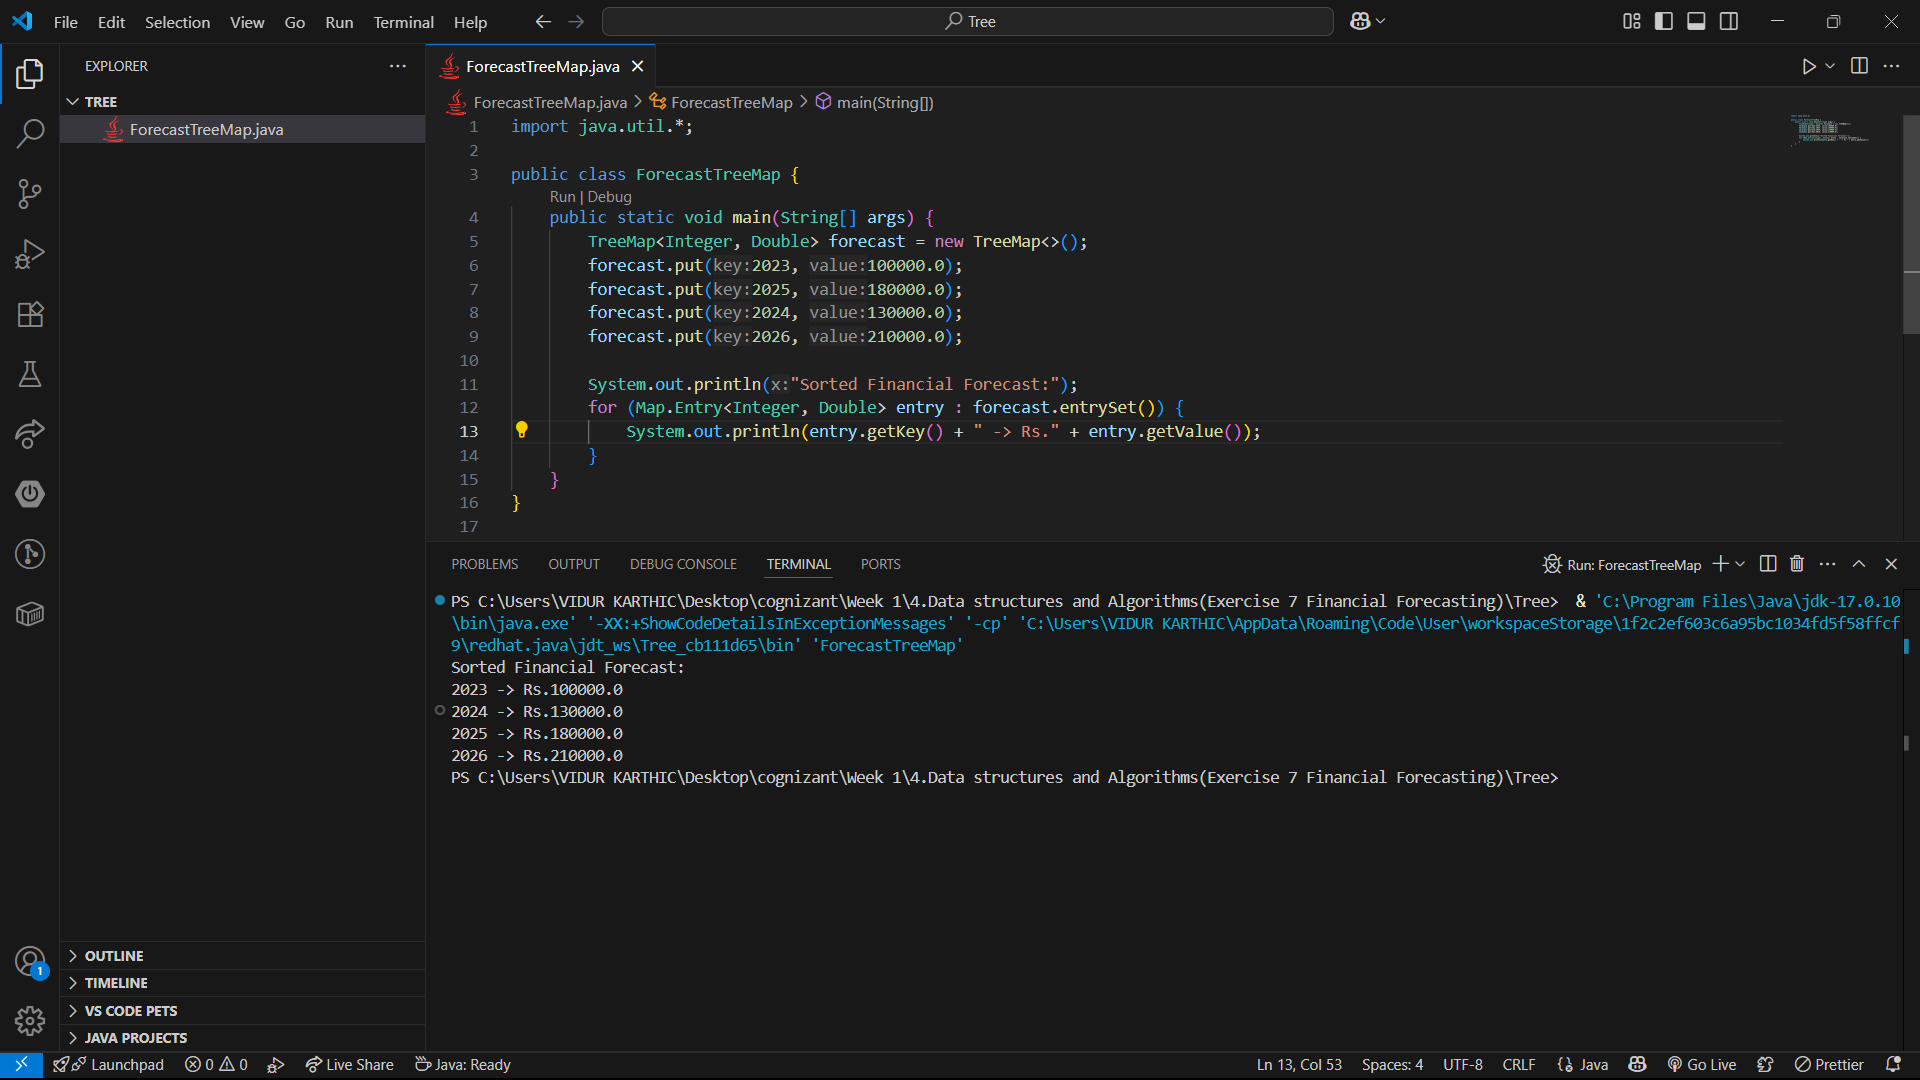 File Edit Selection View Go Run Terminal Help
Tree
EXPLORER
TREE
ForecastTreeMap.java
ForecastTreeMap.java
ForecastTreeMap.java > ForecastTreeMap > main(String[])
1 import java.util.*;
2
3 public class ForecastTreeMap {
Run | Debug
4 public static void main(String[] args) {
5 TreeMap<Integer, Double> forecast = new TreeMap<>();
6 forecast.put(key:2023, value:100000.0);
7 forecast.put(key:2025, value:180000.0);
8 forecast.put(key:2024, value:130000.0);
9 forecast.put(key:2026, value:210000.0);
10
11 System.out.println(x:"Sorted Financial Forecast:");
12 for (Map.Entry<Integer, Double> entry : forecast.entrySet()) {
13 System.out.println(entry.getKey() + " -> Rs." + entry.getValue());
14 }
15 }
16 }
17
PROBLEMS OUTPUT DEBUG CONSOLE TERMINAL PORTS
Run: ForecastTreeMap
PS C:\Users\VIDUR KARTHIC\Desktop\cognizant\Week 1\4.Data structures and Algorithms(Exercise 7 Financial Forecasting)\Tree> & 'C:\Program Files\Java\jdk-17.0.10
\bin\java.exe' '-XX:+ShowCodeDetailsInExceptionMessages' '-cp' 'C:\Users\VIDUR KARTHIC\AppData\Roaming\Code\User\workspaceStorage\1f2c2ef603c6a95bc1034fd5f58ffcf
9\redhat.java\jdt_ws\Tree_cb111d65\bin' 'ForecastTreeMap'
Sorted Financial Forecast:
2023 -> Rs.100000.0
2024 -> Rs.130000.0
2025 -> Rs.180000.0
2026 -> Rs.210000.0
PS C:\Users\VIDUR KARTHIC\Desktop\cognizant\Week 1\4.Data structures and Algorithms(Exercise 7 Financial Forecasting)\Tree>
OUTLINE
TIMELINE
VS CODE PETS
JAVA PROJECTS
1
Launchpad 0 0 Live Share Java: Ready
Ln 13, Col 53 Spaces: 4 UTF-8 CRLF {} Java Go Live Prettier